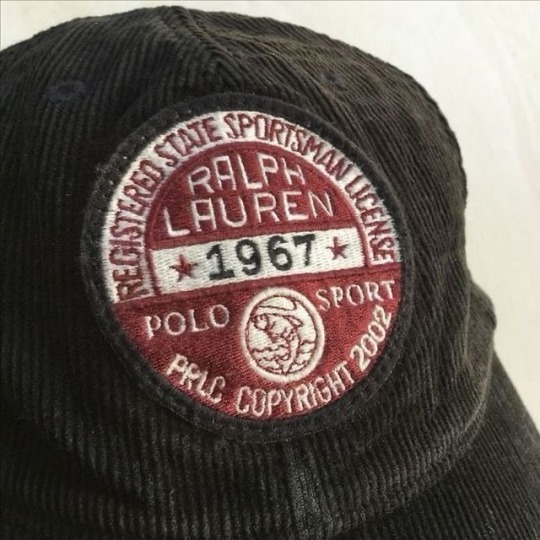 REGISTERED STATE SPORTSMAN LICENSE
RALPH
LAUREN
1967
POLO SPORT
PRLC COPYRIGHT 2002